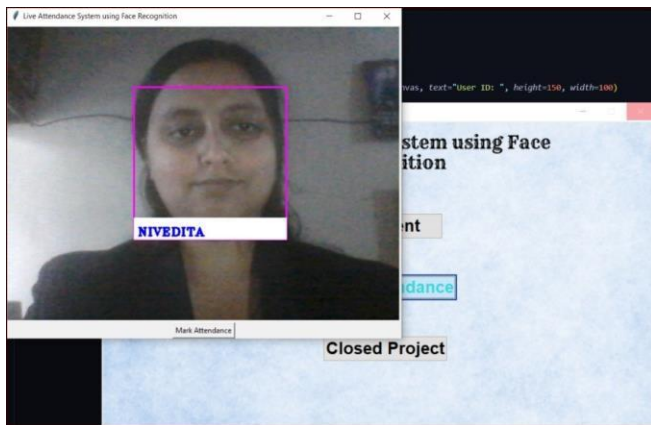 Live Attendance System using Face Recognition
vas, text="User ID: ", height=150, width=100)
stem using Face
ition
NIVEDITA
nt
dance
Mark Attendance
Closed Project